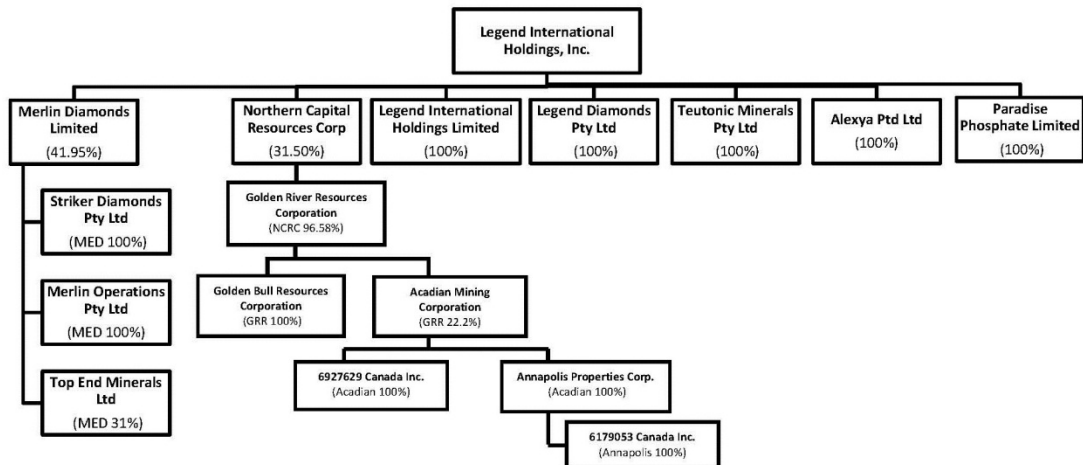 Legend International
Holdings, Inc.
Merlin Diamonds
Limited
(41.95%)
Northern Capital
Resources Corp
(31.50%)
Legend International
Holdings Limited
(100%)
Legend Diamonds
Pty Ltd
(100%)
Teutonic Minerals
Pty Ltd
(100%)
Alexya Ptd Ltd
(100%)
Paradise
Phosphate Limited
(100%)
Striker Diamonds
Pty Ltd
(MED 100%)
Merlin Operations
Pty Ltd
(MED 100%)
Top End Minerals
Ltd
(MED 31%)
Golden River Resources
Corporation
(NCRC 96.58%)
Golden Bull Resources
Corporation
(GRR 100%)
Acadian Mining
Corporation
(GRR 22.2%)
6927629 Canada Inc.
(Acadian 100%)
Annapolis Properties Corp.
(Acadian 100%)
6179053 Canada Inc.
(Annapolis 100%)